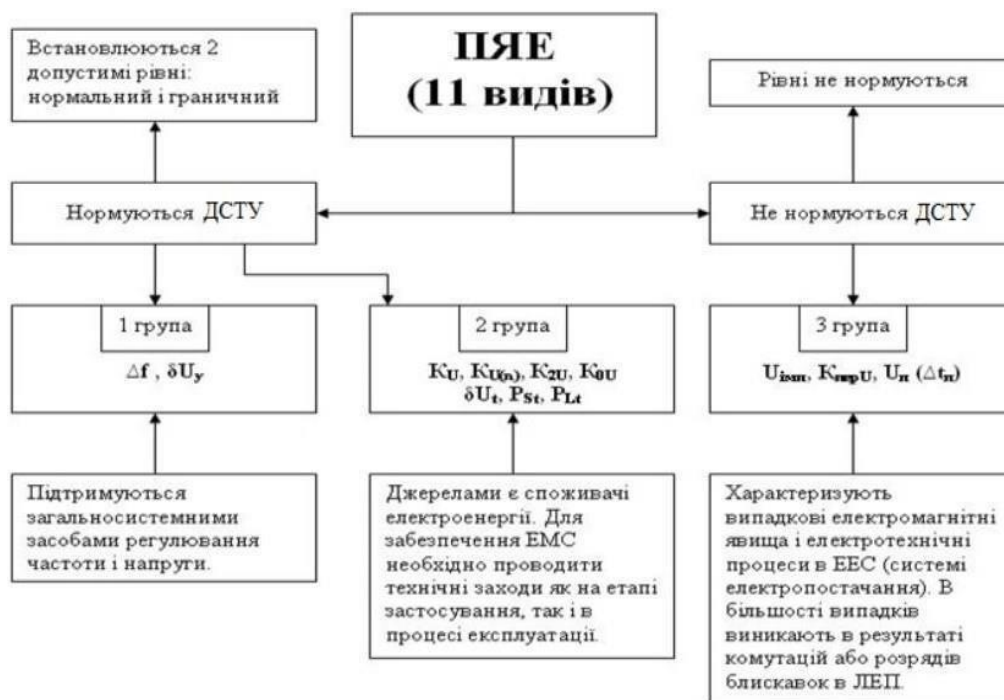 ПЯЕ
(11 видів)
Встановлюються 2
допустимі рівні:
нормальний і граничний
Рівні не нормуються
Нормуються ДСТУ
Не нормуються ДСТУ
1 група
Δf , δUу
2 група
KU, KU(n), K2U, K0U
δUt, PSt, PLt
3 група
Uімп, KперU, Uп (Δtп)
Підтримуються
загальносистемними
засобами регулювання
частоти і напруги.
Джерелами є споживачі
електроенергії. Для
забезпечення ЕМС
необхідно проводити
технічні заходи як на етапі
застосування, так і в
процесі експлуатації.
Характеризують
випадкові електромагнітні
явища і електротехнічні
процеси в ЕЕС (системі
електропостачання). В
більшості випадків
виникають в результаті
комутацій або розрядів
блискавок в ЛЕП.